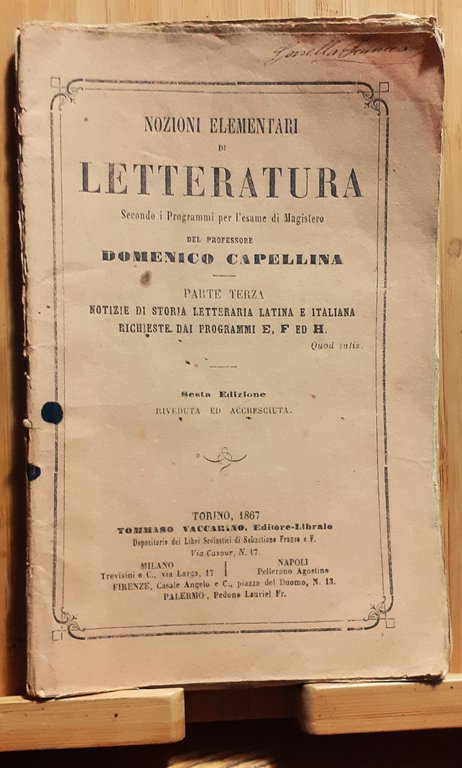 NOZIONI ELEMENTARI
DI
LETTERATURA
Secondo i Programmi per l'esame di Magistero
DEL PROFESSORE
DOMENICO CAPELLINA
PARTE TERZA
NOTIZIE DI STORIA LETTERARIA LATINA E ITALIANA
RICHIESTE DAI PROGRAMMI E, F ED H.
Quod satis.
Sesta Edizione
RIVEDUTA ED ACCRESCIUTA.
TORINO, 1867
TOMMASO VACCARINO, Editore-Libraio
Depositario dei Libri Scolastici di Sebastiano Franco e F.
Via Cavour, N. 17.
MILANO
Trevisini e C., via Larga, 17
NAPOLI
Pellerano Agostino
FIRENZE, Casale Angelo e C., piazza del Duomo, N. 13.
PALERMO, Pedone Lauriel Fr.